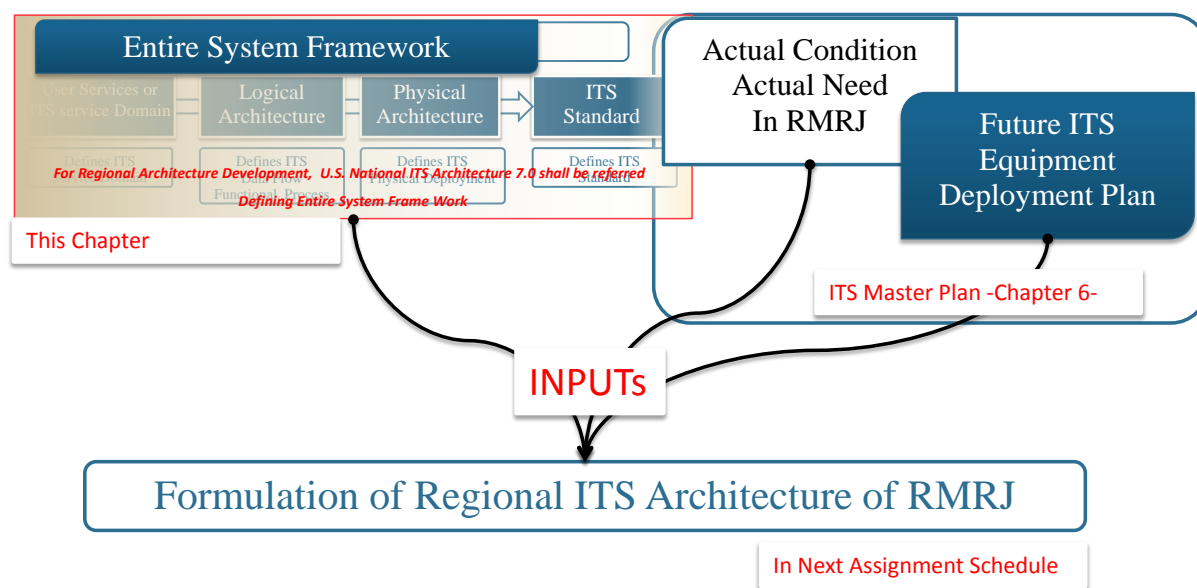 Entire System Framework
User Services or
ITS service Domain
Logical
Architecture
Physical
Architecture
ITS
Standard
Defines ITS
Defines ITS
Data Flow
Functional Process
Defines ITS
Physical Deployment
Defines ITS
Standard
For Regional Architecture Development, U.S. National ITS Architecture 7.0 shall be referred
Defining Entire System Frame Work
This Chapter
Actual Condition
Actual Need
In RMRJ
Future ITS
Equipment
Deployment Plan
ITS Master Plan -Chapter 6-
INPUTs
Formulation of Regional ITS Architecture of RMRJ
In Next Assignment Schedule